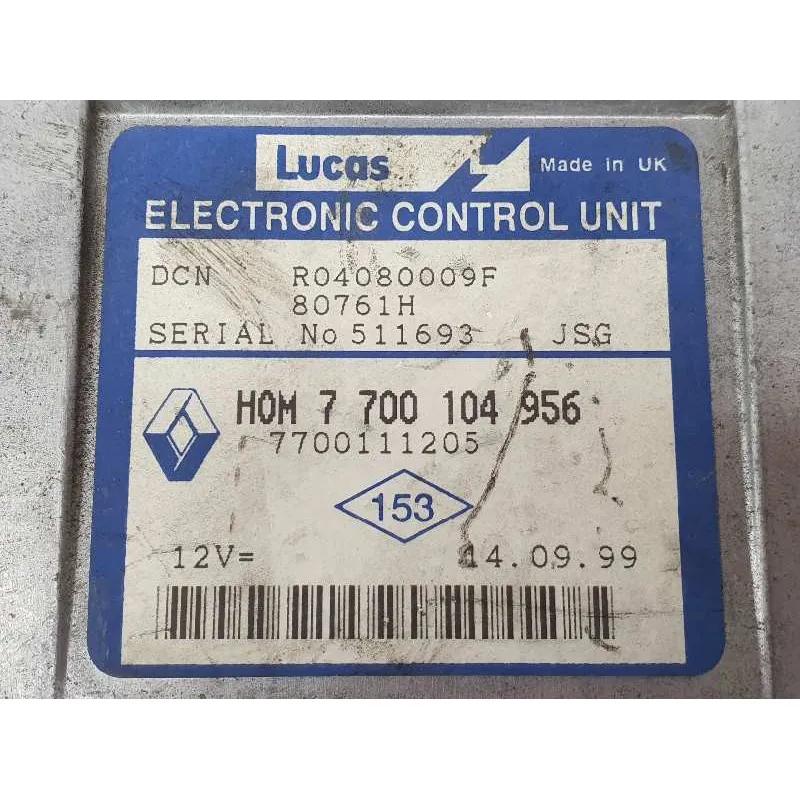 Lucas Made in UK
ELECTRONIC CONTROL UNIT
DCN R04080009F
80761H
SERIAL No 511693 JSG
HOM 7 700 104 956
7700111205
153
12V= 14.09.99